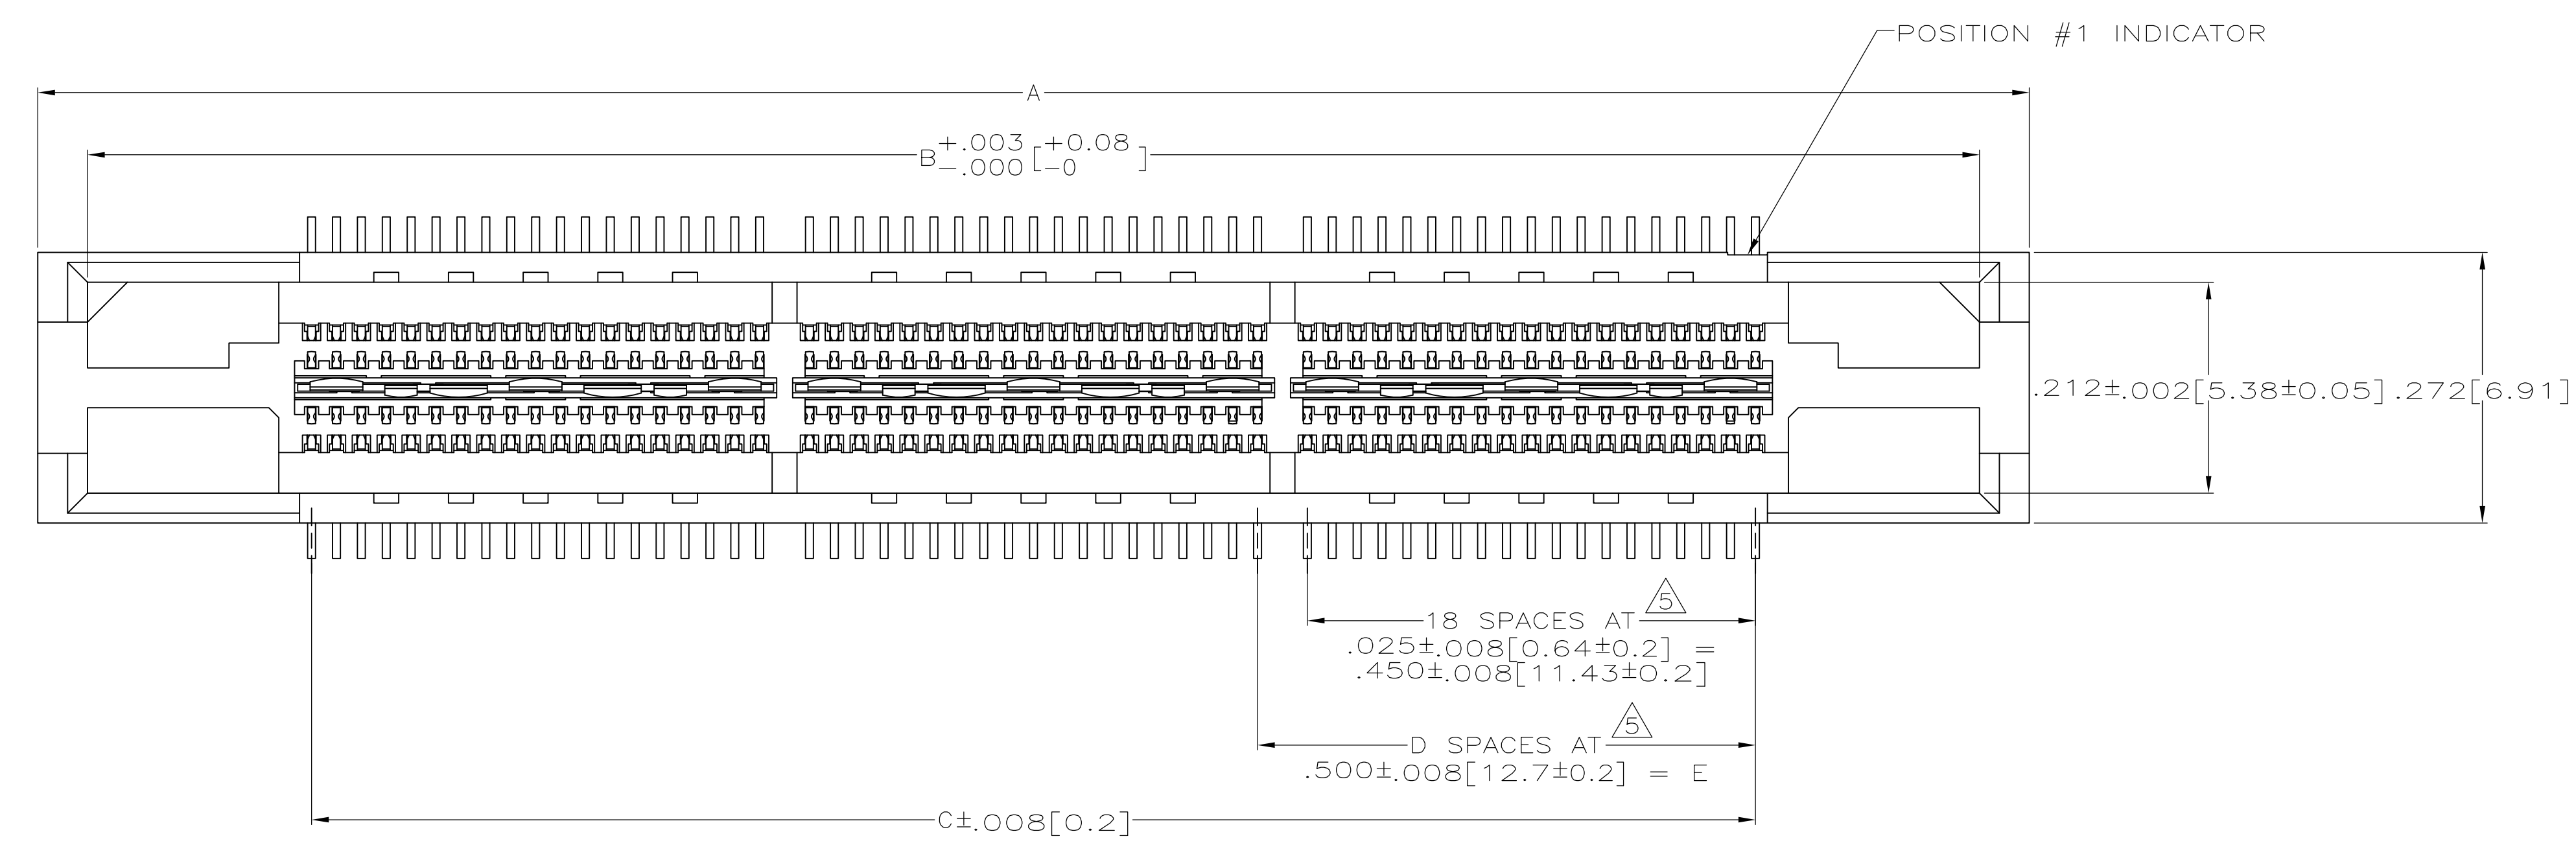 POSITION #1 INDICATOR
A
B +.003 -.000 [+0.08 -0]
.212±.002[5.38±0.05]
.272[6.91]
5
18 SPACES AT
.025±.008[0.64±0.2] =
.450±.008[11.43±0.2]
5
D SPACES AT
.500±.008[12.7±0.2] = E
C±.008[0.2]